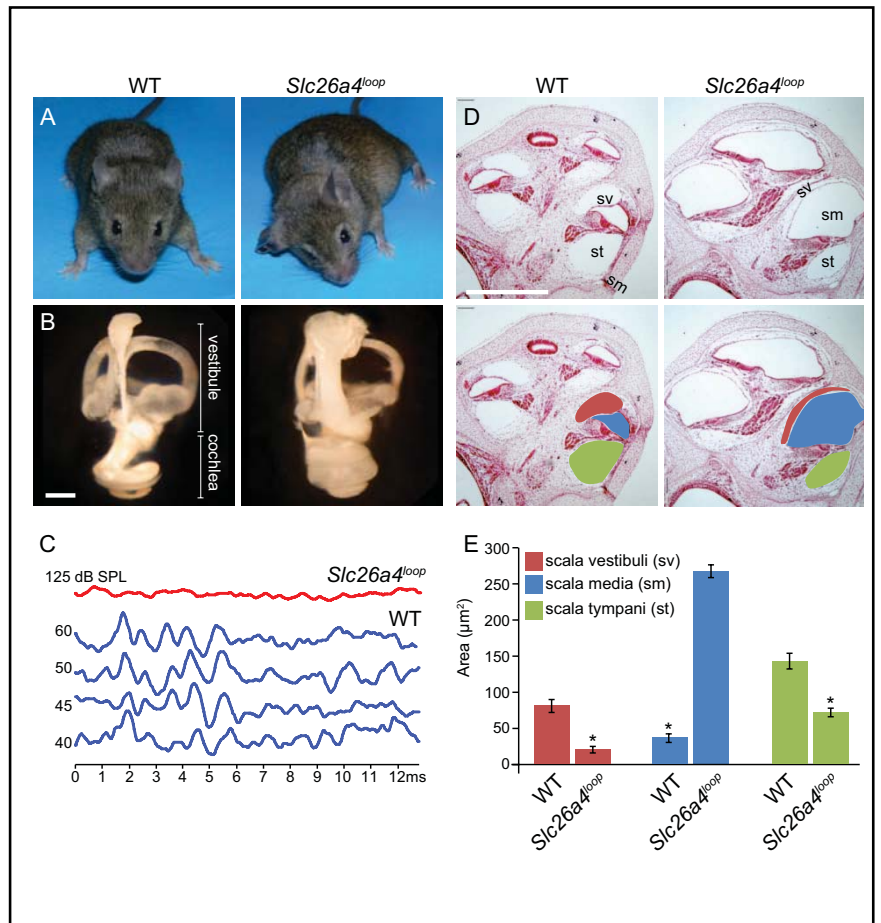 WT Slc26a4loop WT Slc26a4loop
A
D
sv
st
sm
sv
sm
st
B
vestibule
cochlea
C
125 dB SPL Slc26a4loop
WT
60
50
45
40
0 1 2 3 4 5 6 7 8 9 10 11 12ms
E
300
250
200
150
100
50
0
Area (µm²)
scala vestibuli (sv)
scala media (sm)
scala tympani (st)
* * *
WT Slc26a4loop WT Slc26a4loop WT Slc26a4loop